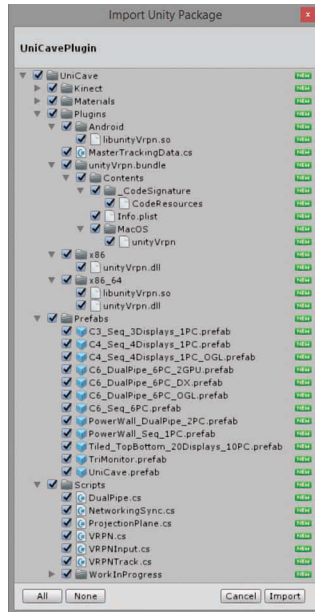 Import Unity Package
x
UniCavePlugin
UniCave NEW
Kinect NEW
Materials NEW
Plugins NEW
Android NEW
libunityVrpn.so NEW
MasterTrackingData.cs NEW
unityVrpn.bundle NEW
Contents NEW
_CodeSignature NEW
CodeResources NEW
Info.plist NEW
MacOS NEW
unityVrpn NEW
x86 NEW
unityVrpn.dll NEW
x86_64 NEW
libunityVrpn.so NEW
unityVrpn.dll NEW
Prefabs NEW
C3_Seq_3Displays_1PC.prefab NEW
C4_Seq_4Displays_1PC.prefab NEW
C4_Seq_4Displays_1PC_OGL.prefab NEW
C6_DualPipe_6PC_2GPU.prefab NEW
C6_DualPipe_6PC_DX.prefab NEW
C6_DualPipe_6PC_OGL.prefab NEW
C6_Seq_6PC.prefab NEW
PowerWall_DualPipe_2PC.prefab NEW
PowerWall_Seq_1PC.prefab NEW
Tiled_TopBottom_20Displays_10PC.prefab NEW
TriMonitor.prefab NEW
UniCave.prefab NEW
Scripts NEW
DualPipe.cs NEW
NetworkingSync.cs NEW
ProjectionPlane.cs NEW
VRPN.cs NEW
VRPNInput.cs NEW
VRPNTrack.cs NEW
WorkInProgress NEW
All None Cancel Import